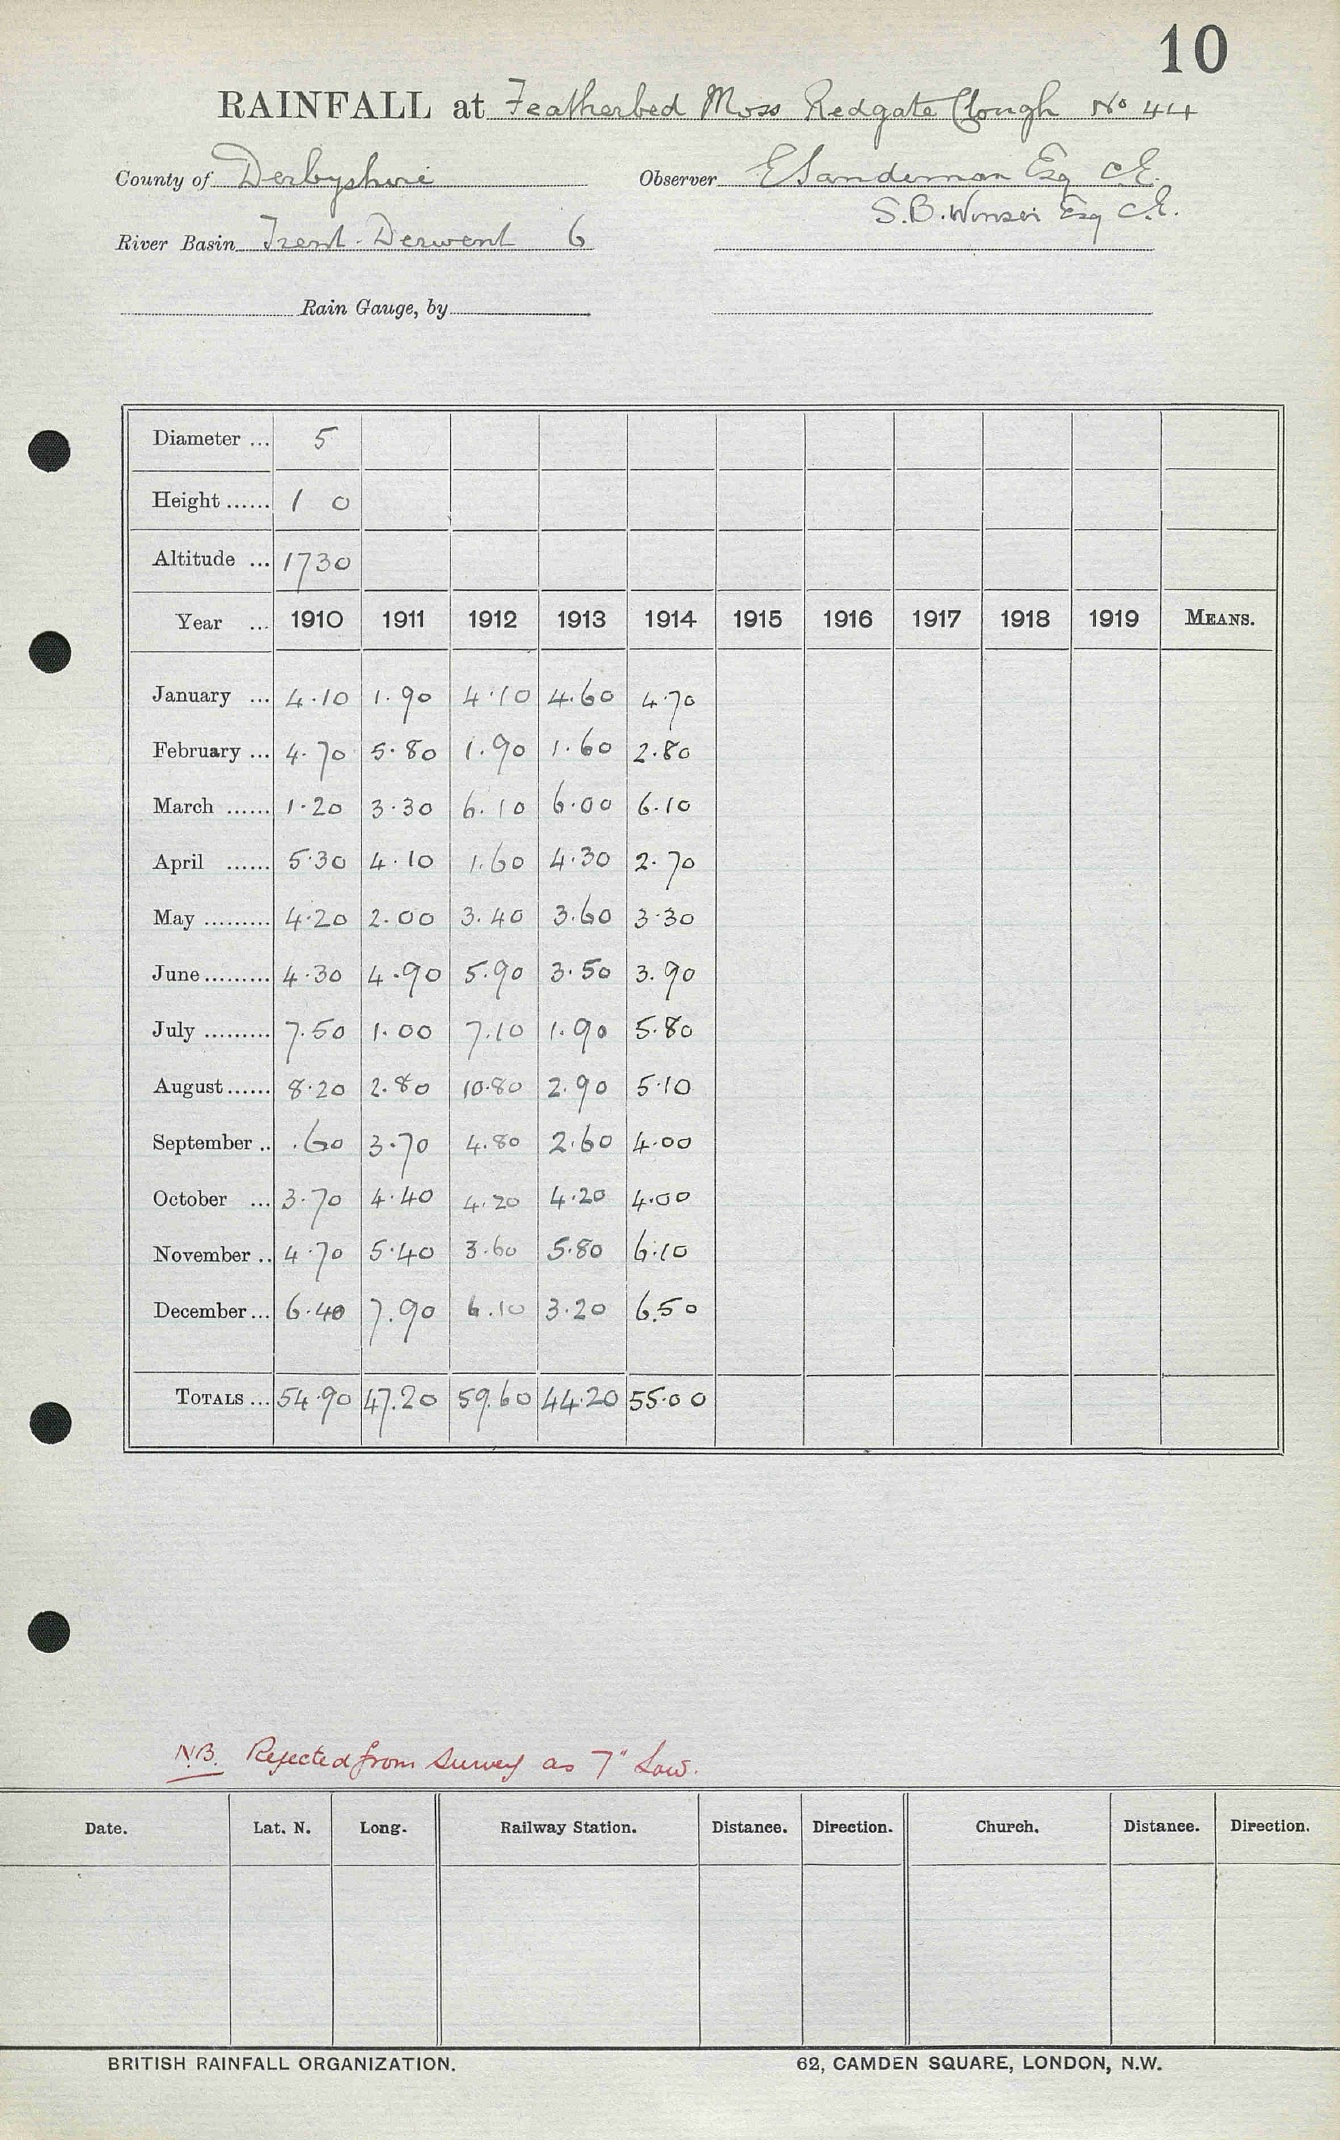 10
RAINFALL at Featherbed Moss Redgate Clough No 44
County of Derbyshire Observer E Sandeman Esq C.E.
S.B. Winser Esq C.E.
River Basin Trent-Derwent 6
Rain Gauge, by
Diameter ... 5
Height ...... 1 0
Altitude ... 1730
Year ... 1910 1911 1912 1913 1914 1915 1916 1917 1918 1919 MEANS.
January ... 4.10 1.90 4.10 4.60 4.70
February ... 4.70 5.80 1.90 1.60 2.80
March ...... 1.20 3.30 6.10 6.00 6.10
April ...... 5.30 4.10 1.60 4.30 2.70
May ......... 4.20 2.00 3.40 3.60 3.30
June ......... 4.30 4.90 5.90 3.50 3.90
July ......... 7.50 1.00 7.10 1.90 5.80
August ...... 8.20 2.80 10.80 2.90 5.10
September .. .60 3.70 4.80 2.60 4.00
October ... 3.70 4.40 4.20 4.20 4.00
November .. 4.70 5.40 3.60 5.80 6.10
December ... 6.40 7.90 6.10 3.20 6.50
TOTALS ... 54.90 47.20 59.60 44.20 55.00
N.B. Rejected from Survey as 7" low.
Date. Lat. N. Long. Railway Station. Distance. Direction. Church. Distance. Direction.
BRITISH RAINFALL ORGANIZATION. 62, CAMDEN SQUARE, LONDON, N.W.